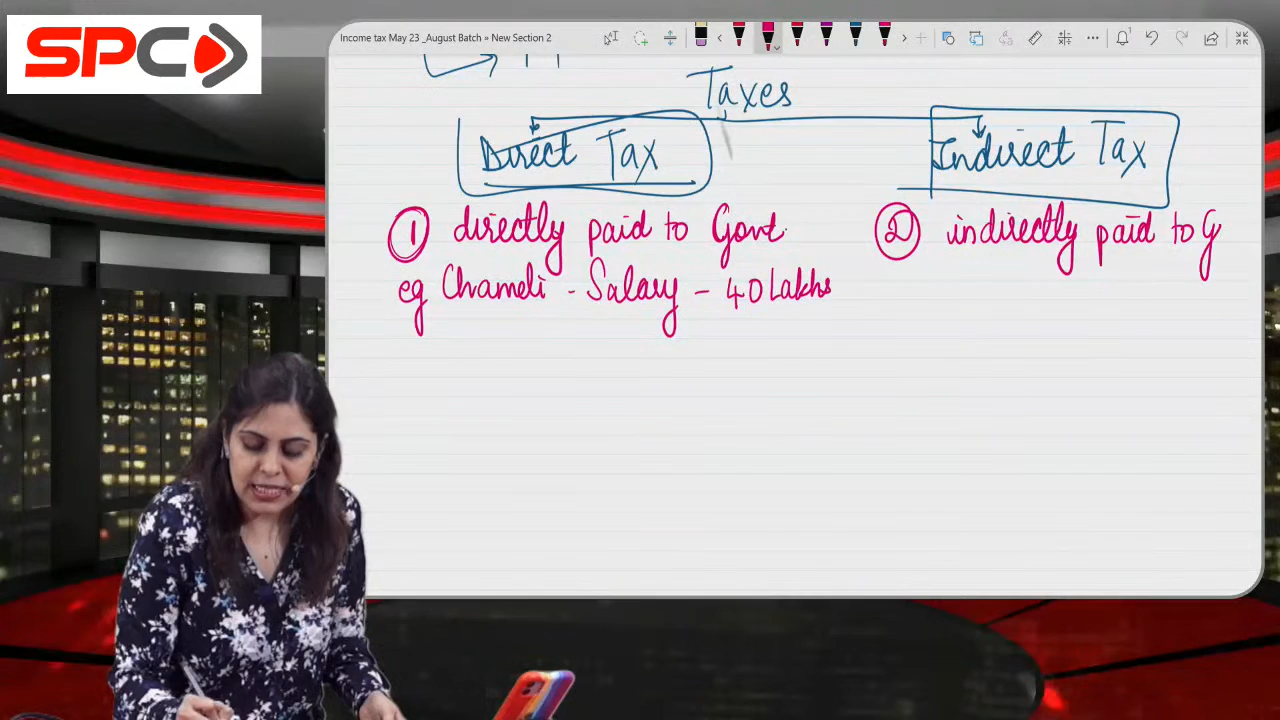 SPC
Income tax May 23 _August Batch » New Section 2
Taxes
Direct Tax
Indirect Tax
① directly paid to Govt.
② indirectly paid to G
eg Chameli - Salary - 40 Lakhs